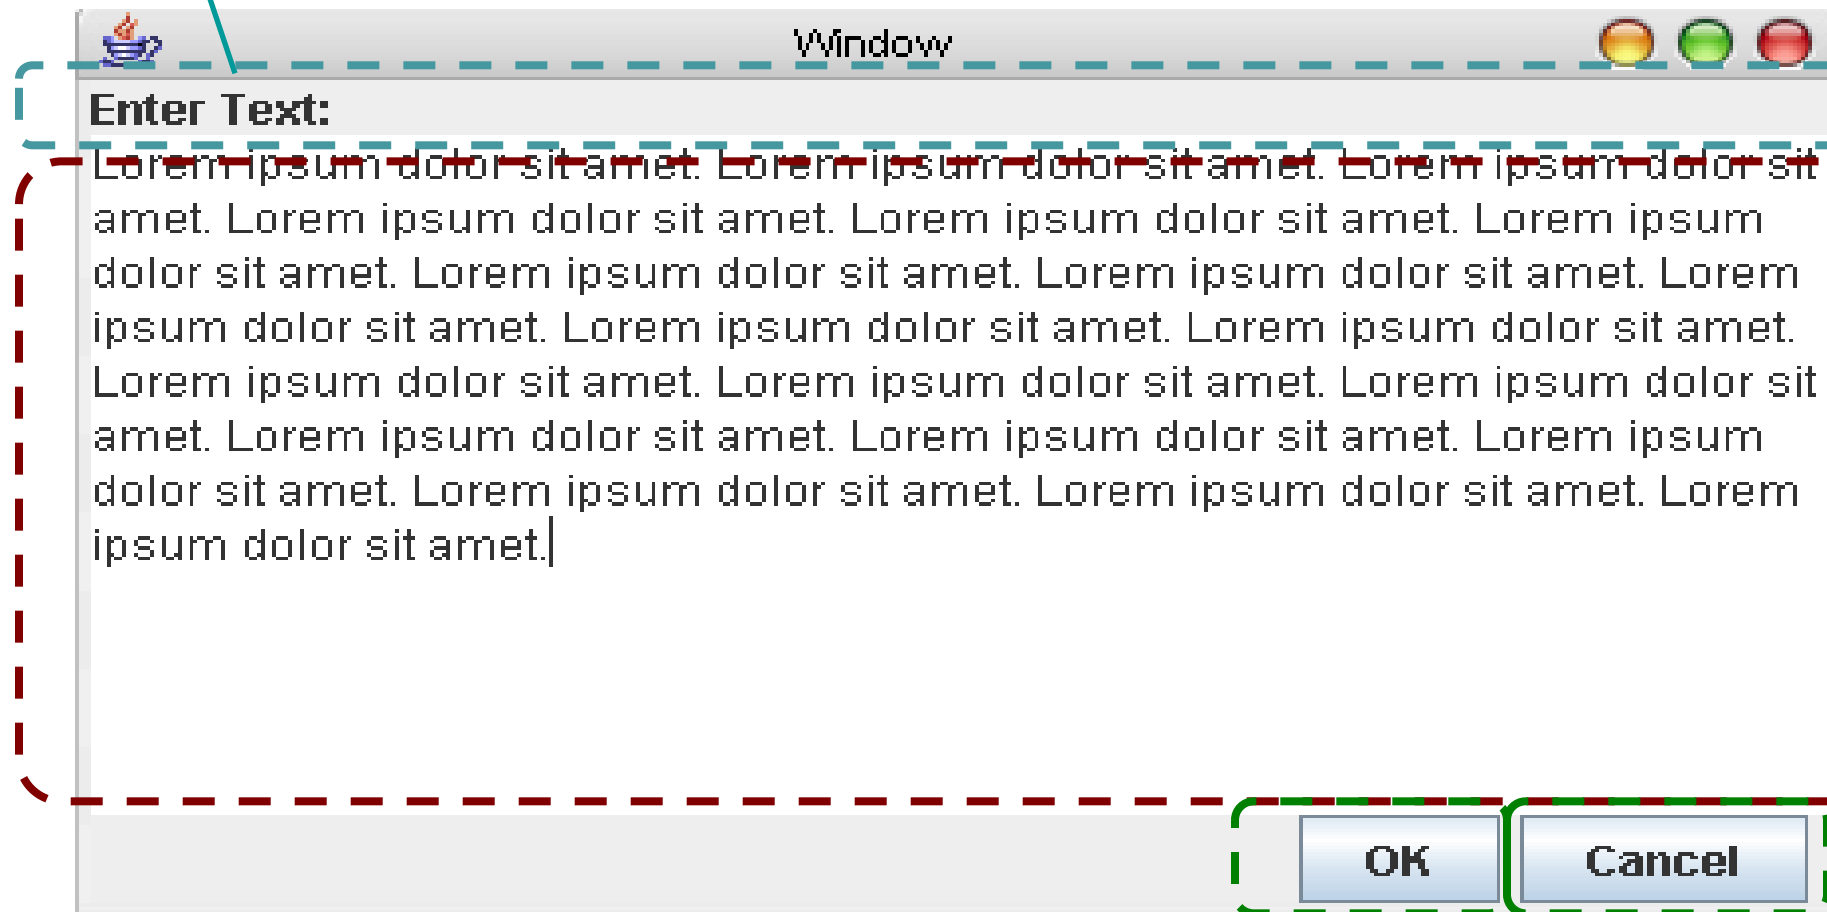 Window
Enter Text:
Lorem ipsum dolor sit amet. Lorem ipsum dolor sit amet. Lorem ipsum dolor sit
amet. Lorem ipsum dolor sit amet. Lorem ipsum dolor sit amet. Lorem ipsum
dolor sit amet. Lorem ipsum dolor sit amet. Lorem ipsum dolor sit amet. Lorem
ipsum dolor sit amet. Lorem ipsum dolor sit amet. Lorem ipsum dolor sit amet.
Lorem ipsum dolor sit amet. Lorem ipsum dolor sit amet. Lorem ipsum dolor sit
amet. Lorem ipsum dolor sit amet. Lorem ipsum dolor sit amet. Lorem ipsum
dolor sit amet. Lorem ipsum dolor sit amet. Lorem ipsum dolor sit amet. Lorem
ipsum dolor sit amet.
OK Cancel